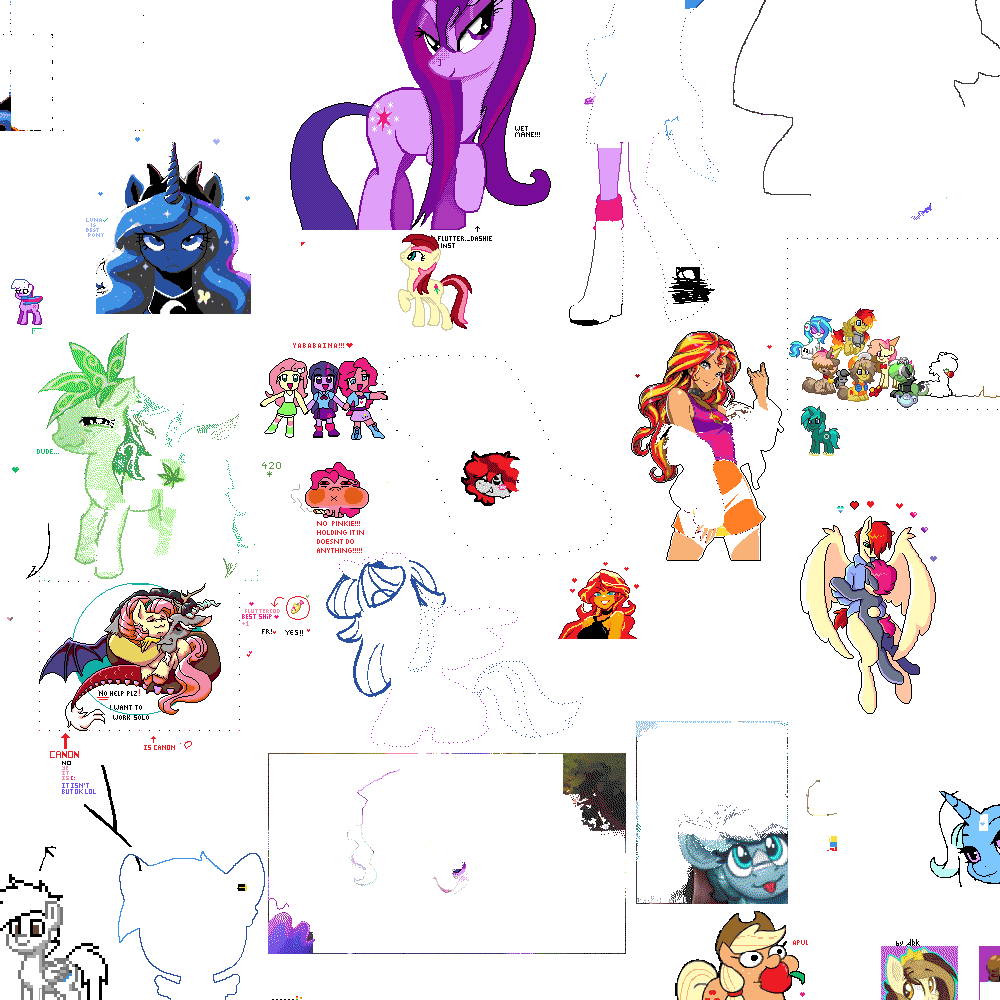 WET
MANE!!!
LUNA
IS
BEST
PONY
FLUTTER...DASHIE
INST
YABABAINA!!!
DUDE...
420
NO PINKIE!!!
HOLDING IT IN
DOESNT DO
ANYTHING!!!!!
FLUTTERCORD
BEST SHIP
+1
FR!
YES!!
NO HELP PLZ!
I WANT TO
WORK SOLO
IS CANON
CANON
NO
IT
IS
IT ISN'T
BUT OK LOL
APUL
by dbk